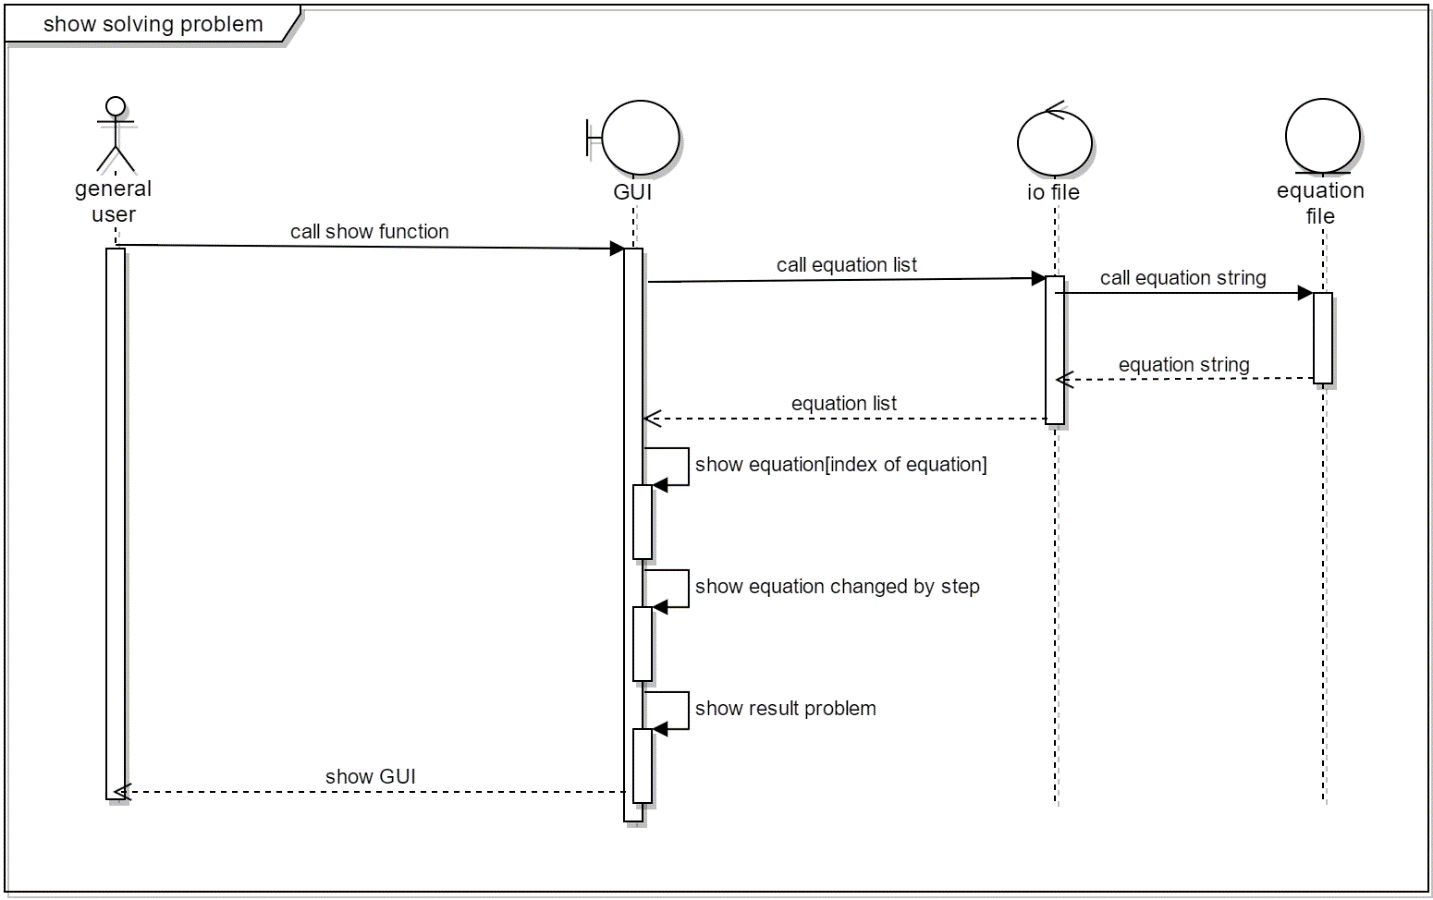 show solving problem
general
user
GUI
io file
equation
file
call show function
call equation list
call equation string
equation string
equation list
show equation[index of equation]
show equation changed by step
show result problem
show GUI